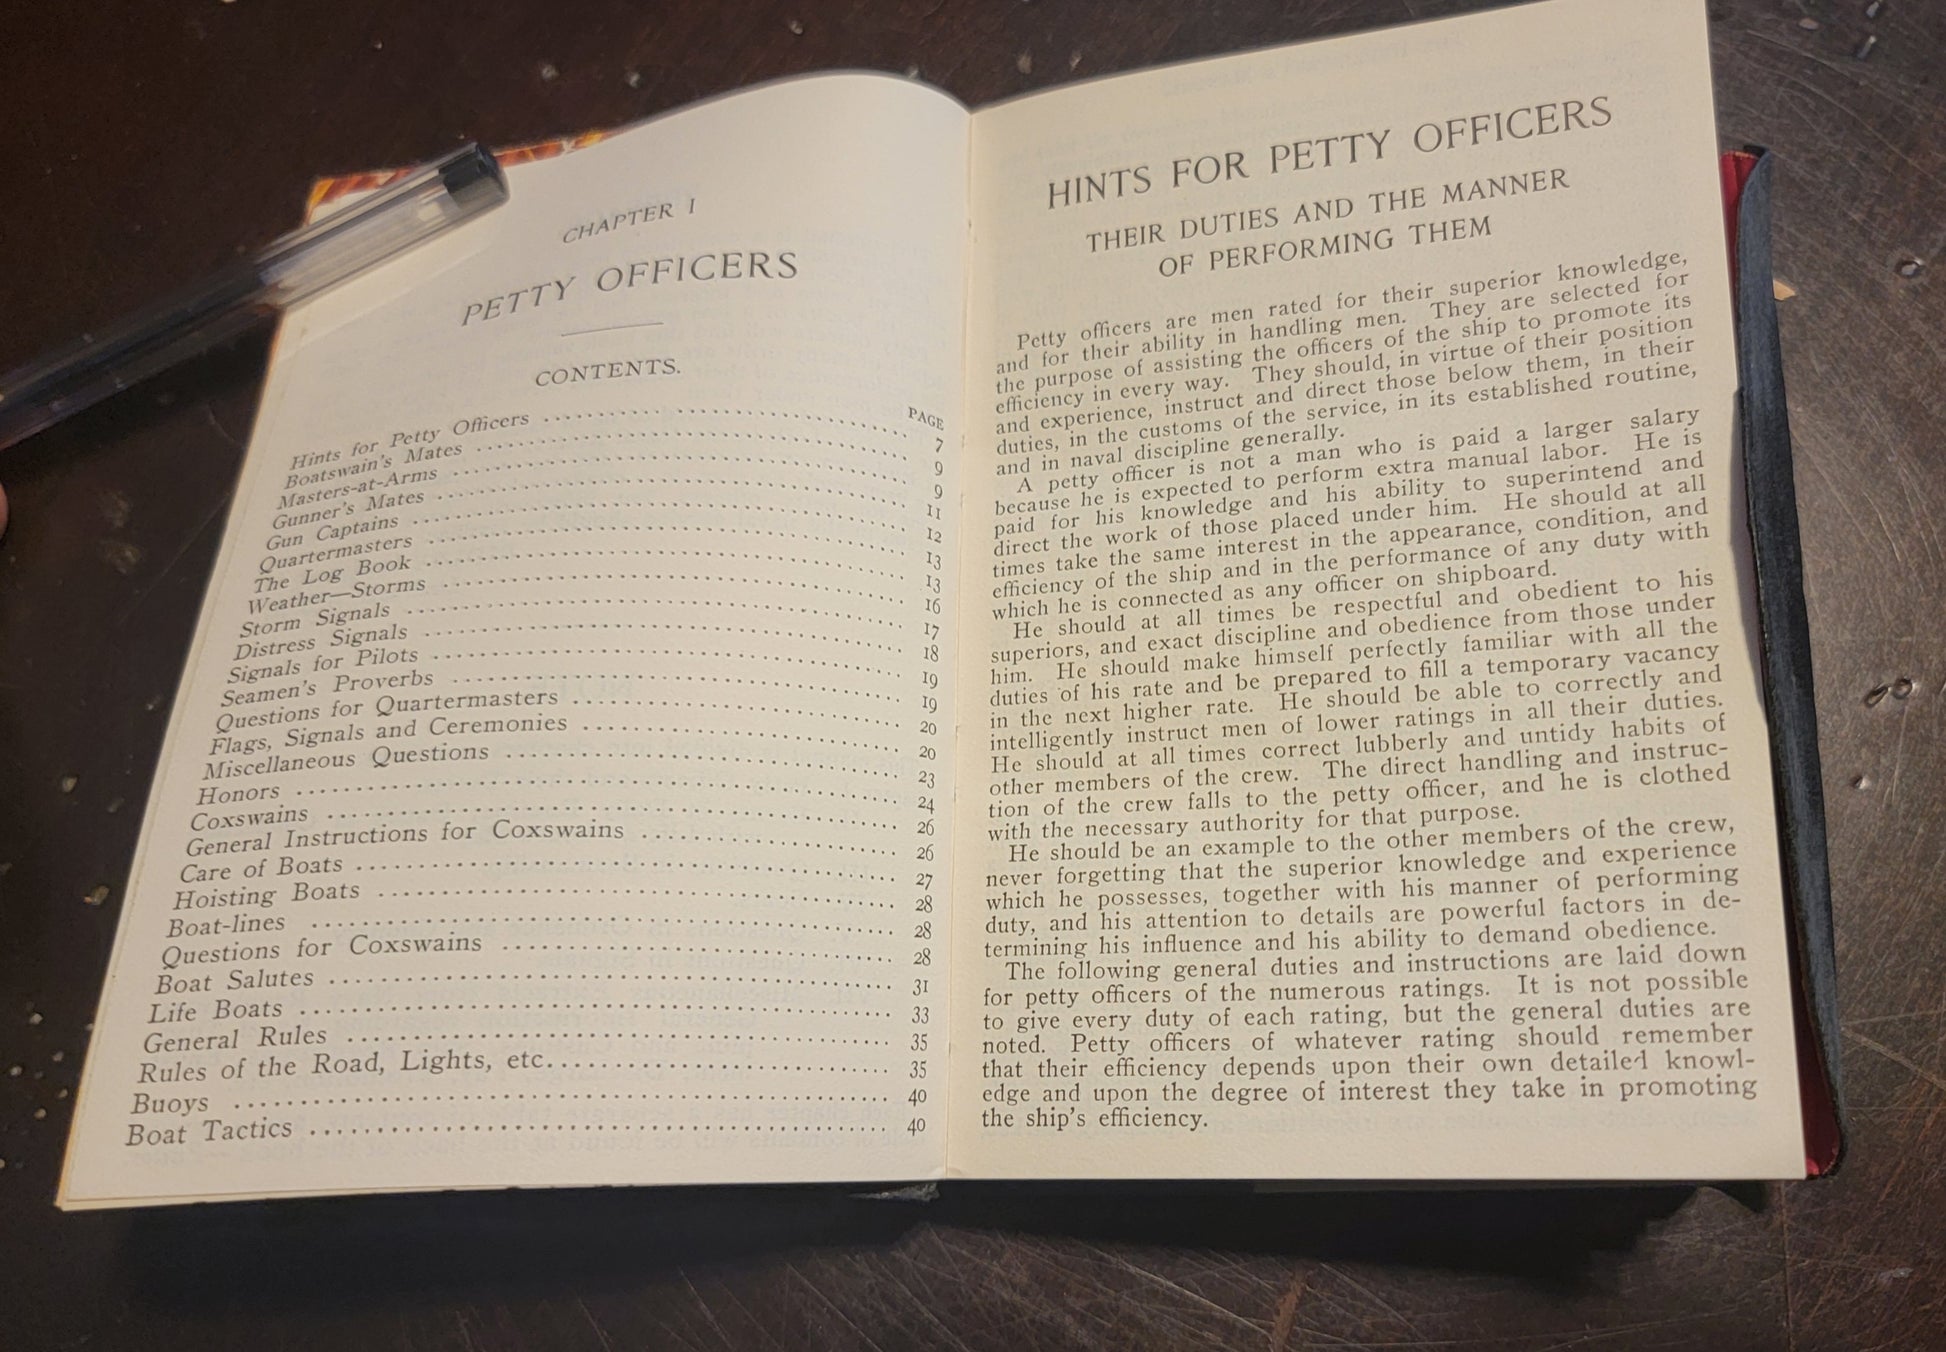 CHAPTER I
PETTY OFFICERS
CONTENTS.
PAGE
Hints for Petty Officers .......... 7
Boatswain's Mates .......... 9
Masters-at-Arms .......... 9
Gunner's Mates .......... 11
Gun Captains .......... 12
Quartermasters .......... 13
The Log Book .......... 13
Weather—Storms .......... 16
Storm Signals .......... 17
Distress Signals .......... 18
Signals for Pilots .......... 19
Seamen's Proverbs .......... 19
Questions for Quartermasters .......... 20
Flags, Signals and Ceremonies .......... 20
Miscellaneous Questions .......... 23
Honors .......... 24
Coxswains .......... 26
General Instructions for Coxswains .......... 26
Care of Boats .......... 27
Hoisting Boats .......... 28
Boat-lines .......... 28
Questions for Coxswains .......... 28
Boat Salutes .......... 31
Life Boats .......... 33
General Rules .......... 35
Rules of the Road, Lights, etc. .......... 35
Buoys .......... 40
Boat Tactics .......... 40
HINTS FOR PETTY OFFICERS
THEIR DUTIES AND THE MANNER
OF PERFORMING THEM
Petty officers are men rated for their superior knowledge,
and for their ability in handling men. They are selected for
the purpose of assisting the officers of the ship to promote its
efficiency in every way. They should, in virtue of their position
and experience, instruct and direct those below them, in their
duties, in the customs of the service, in its established routine,
and in naval discipline generally.
A petty officer is not a man who is paid a larger salary
because he is expected to perform extra manual labor. He is
paid for his knowledge and his ability to superintend and
direct the work of those placed under him. He should at all
times take the same interest in the appearance, condition, and
efficiency of the ship and in the performance of any duty with
which he is connected as any officer on shipboard.
He should at all times be respectful and obedient to his
superiors, and exact discipline and obedience from those under
him. He should make himself perfectly familiar with all the
duties of his rate and be prepared to fill a temporary vacancy
in the next higher rate. He should be able to correctly and
intelligently instruct men of lower ratings in all their duties.
He should at all times correct lubberly and untidy habits of
other members of the crew. The direct handling and instruc-
tion of the crew falls to the petty officer, and he is clothed
with the necessary authority for that purpose.
He should be an example to the other members of the crew,
never forgetting that the superior knowledge and experience
which he possesses, together with his manner of performing
duty, and his attention to details are powerful factors in de-
termining his influence and his ability to demand obedience.
The following general duties and instructions are laid down
for petty officers of the numerous ratings. It is not possible
to give every duty of each rating, but the general duties are
noted. Petty officers of whatever rating should remember
that their efficiency depends upon their own detailed knowl-
edge and upon the degree of interest they take in promoting
the ship's efficiency.